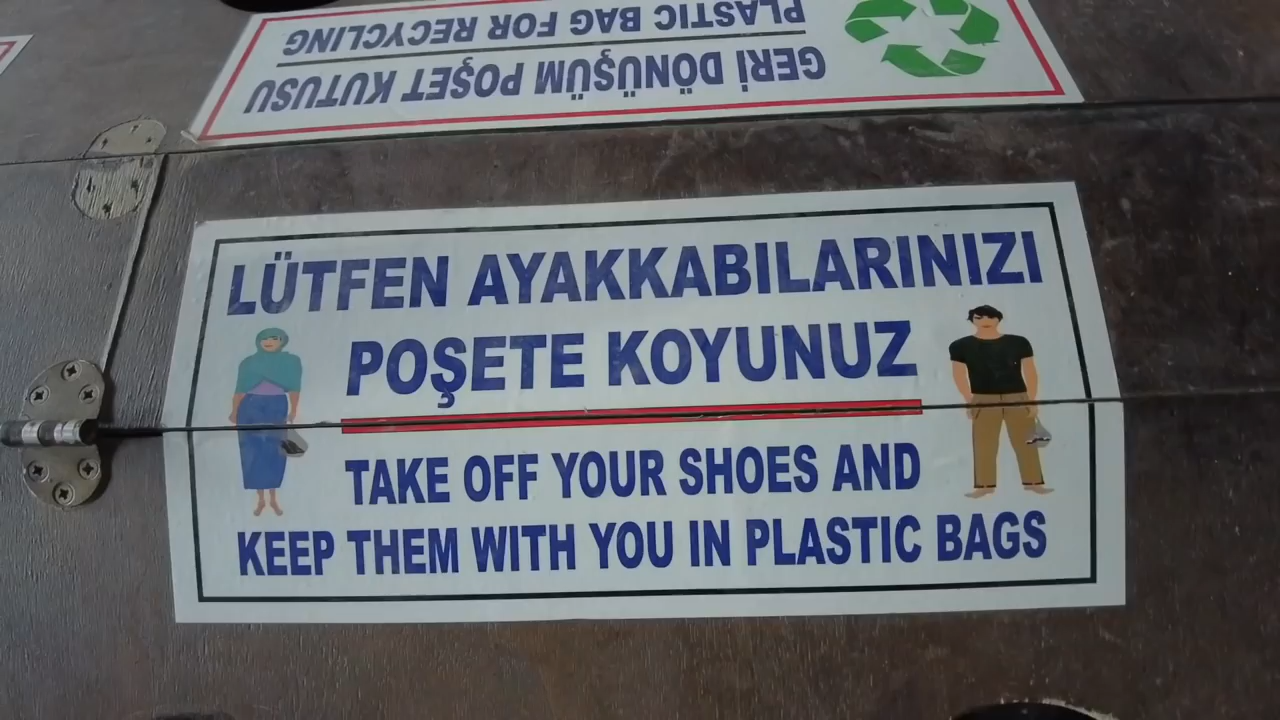 GERİ DÖNÜŞÜM POŞET KUTUSU
PLASTIC BAG FOR RECYCLING
LÜTFEN AYAKKABILARINIZI
POŞETE KOYUNUZ
TAKE OFF YOUR SHOES AND
KEEP THEM WITH YOU IN PLASTIC BAGS